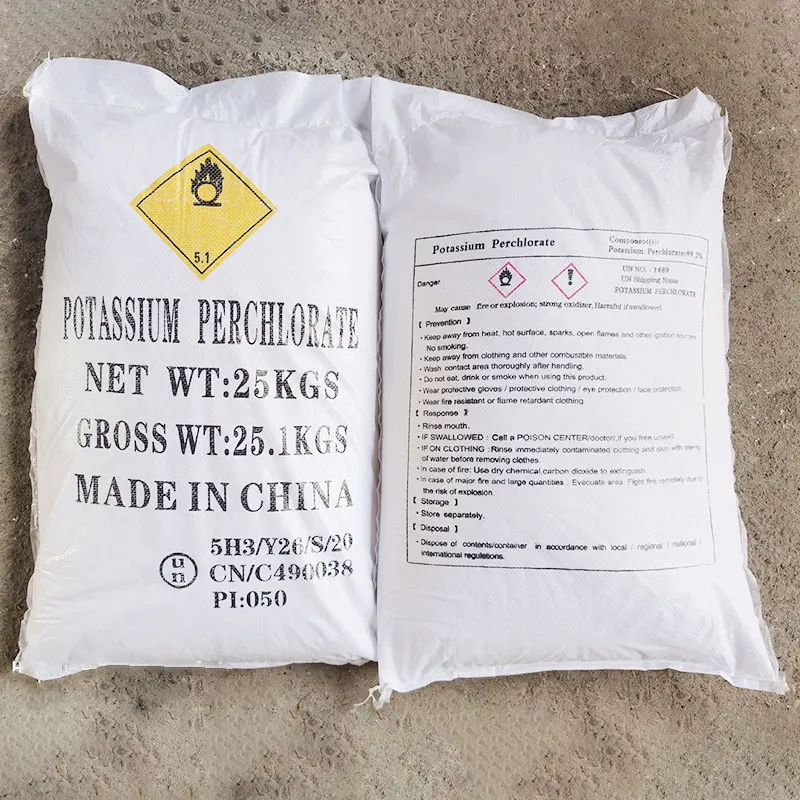 5.1
POTASSIUM PERCHLORATE
NET WT:25KGS
GROSS WT:25.1KGS
MADE IN CHINA
un
5H3/Y26/S/20
CN/C490038
PI:050
Potassium Perchlorate
Component(s):
Potassium Perchlorate:99.2%
Danger
UN NO. : 1489
UN Shipping Name :
POTASSIUM PERCHLORATE
May cause fire or explosion; strong oxidizer, Harmful if swallowed.
[ Prevention ]
· Keep away from heat, hot surface, sparks, open flames and other ignition sources
No smoking.
· Keep away from clothing and other combustible materials.
· Wash contact area thoroughly after handling.
· Do not eat, drink or smoke when using this product.
· Wear protective gloves / protective clothing / eye protection / face protection.
· Wear fire resistant or flame retardant clothing
[ Response ]
· Rinse mouth.
· IF SWALLOWED : Call a POISON CENTER/doctor/,if you feel unwell.
· IF ON CLOTHING : Rinse immediately contaminated clothing and skin with plenty
of water before removing clothes.
· In case of fire: Use dry chemical,carbon dioxide to extinguish.
· In case of major fire and large quantities : Evacuate area. Fight fire remotely due to
the risk of explosion.
[ Storage ]
· Store separately.
[ Disposal ]
· Dispose of contents/container in accordance with local / regional / national /
international regulations.